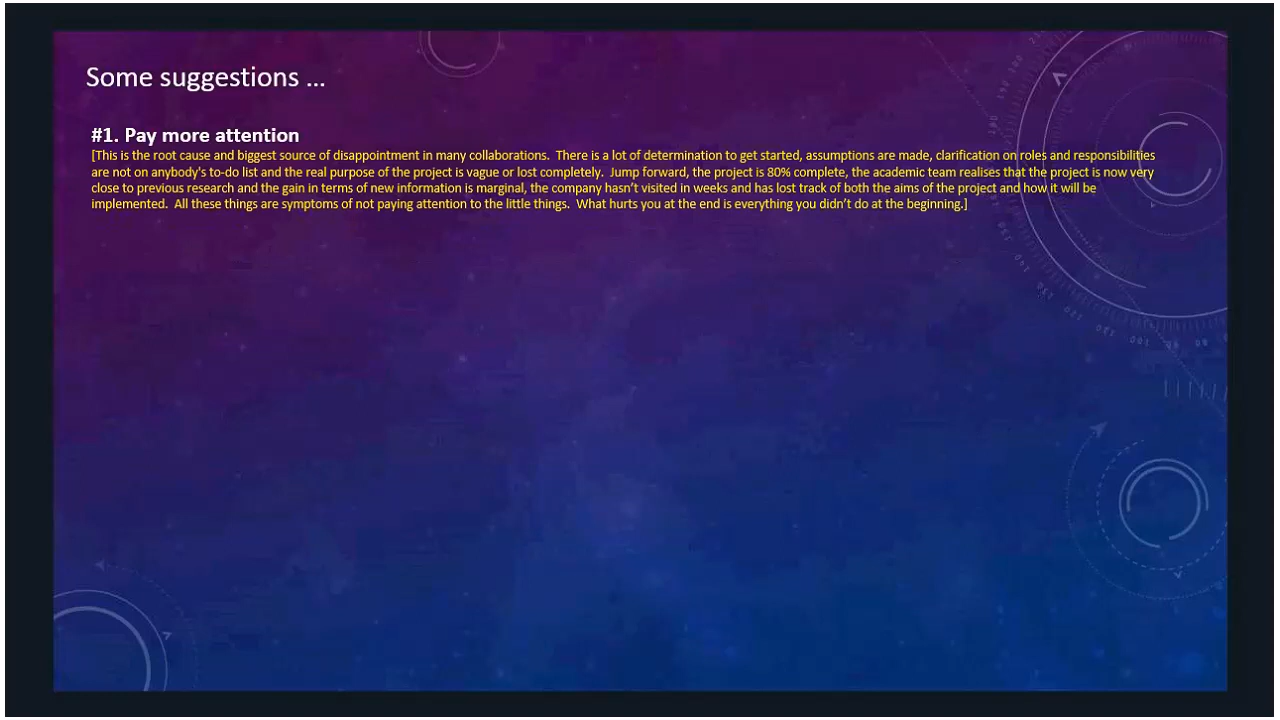 Some suggestions ...
#1. Pay more attention
[This is the root cause and biggest source of disappointment in many collaborations.  There is a lot of determination to get started, assumptions are made, clarification on roles and responsibilities
are not on anybody's to-do list and the real purpose of the project is vague or lost completely.  Jump forward, the project is 80% complete, the academic team realises that the project is now very
close to previous research and the gain in terms of new information is marginal, the company hasn't visited in weeks and has lost track of both the aims of the project and how it will be
implemented.  All these things are symptoms of not paying attention to the little things.  What hurts you at the end is everything you didn't do at the beginning.]